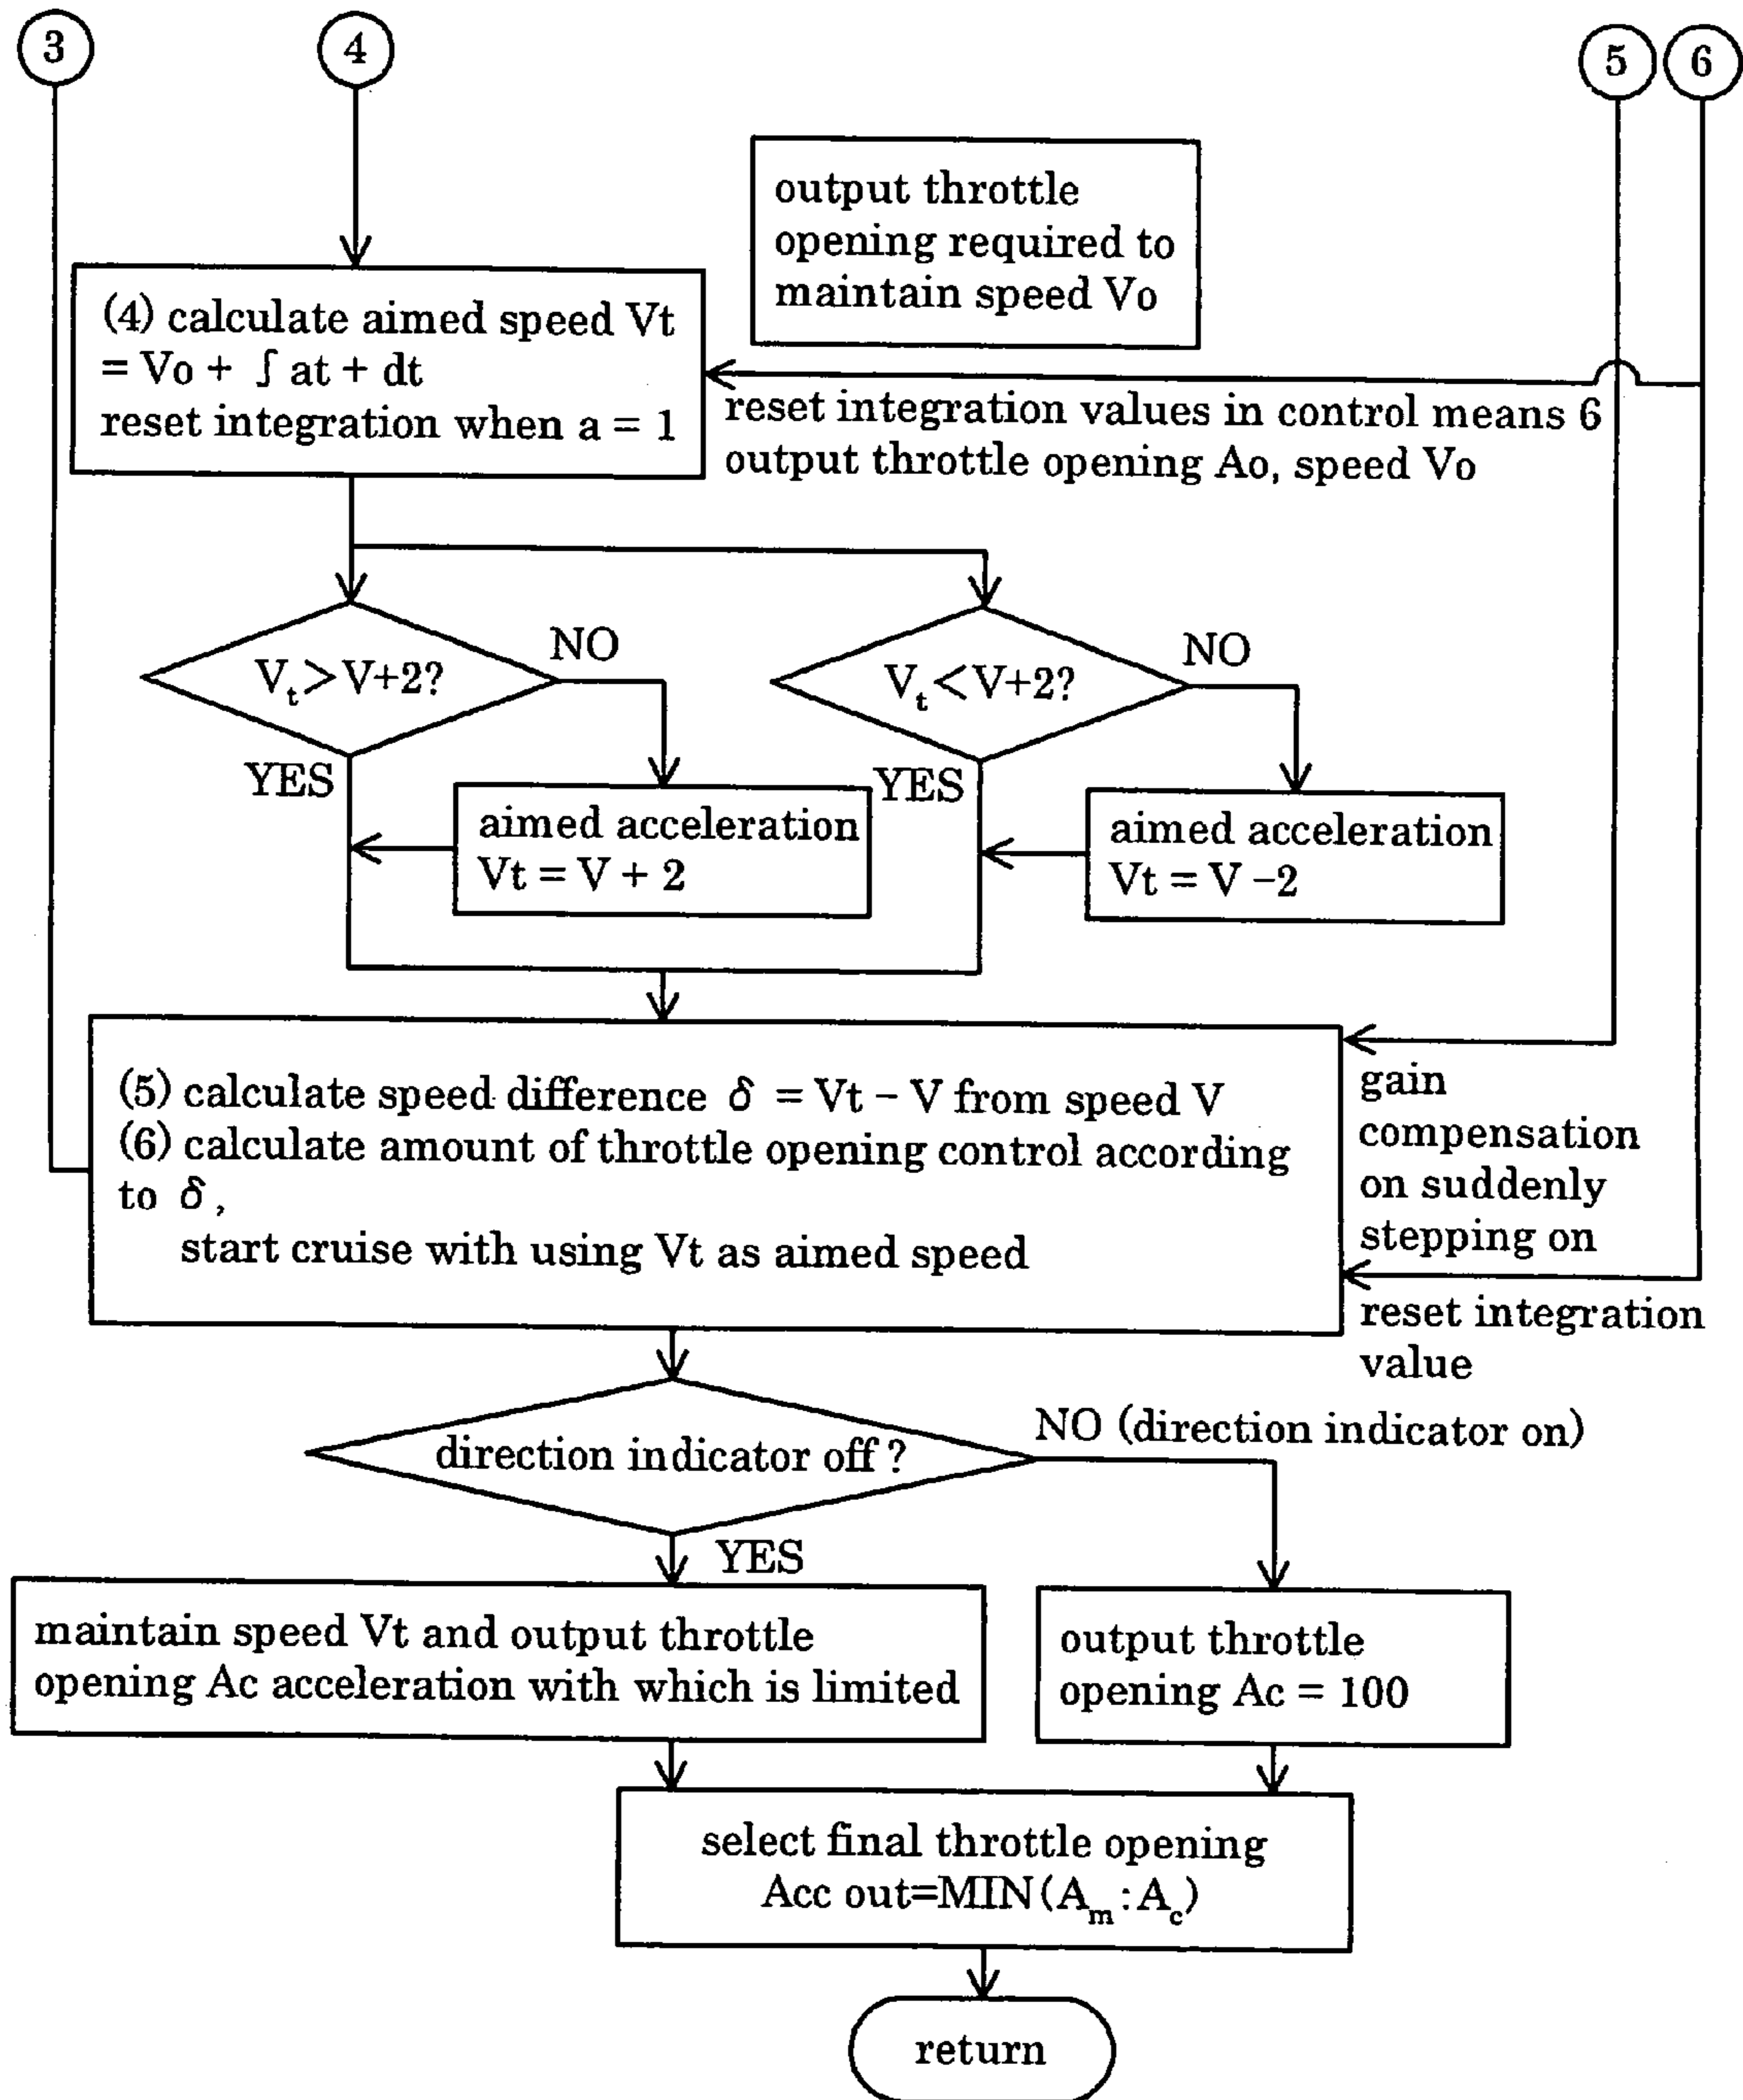 3
4
5
6
output throttle
opening required to
maintain speed Vo
(4) calculate aimed speed Vt
= Vo + ∫ at + dt
reset integration when a = 1
reset integration values in control means 6
output throttle opening Ao, speed Vo
Vt>V+2?
NO
YES
Vt<V+2?
NO
YES
aimed acceleration
Vt = V + 2
aimed acceleration
Vt = V −2
(5) calculate speed difference δ = Vt − V from speed V
(6) calculate amount of throttle opening control according
to δ,
start cruise with using Vt as aimed speed
gain
compensation
on suddenly
stepping on
reset integration
value
direction indicator off ?
NO (direction indicator on)
YES
maintain speed Vt and output throttle
opening Ac acceleration with which is limited
output throttle
opening Ac = 100
select final throttle opening
Acc out=MIN(Am:Ac)
return